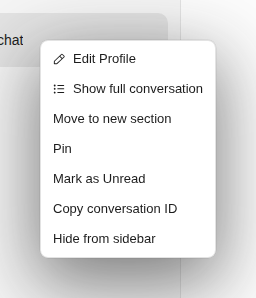 chat
Edit Profile
Show full conversation
Move to new section
Pin
Mark as Unread
Copy conversation ID
Hide from sidebar